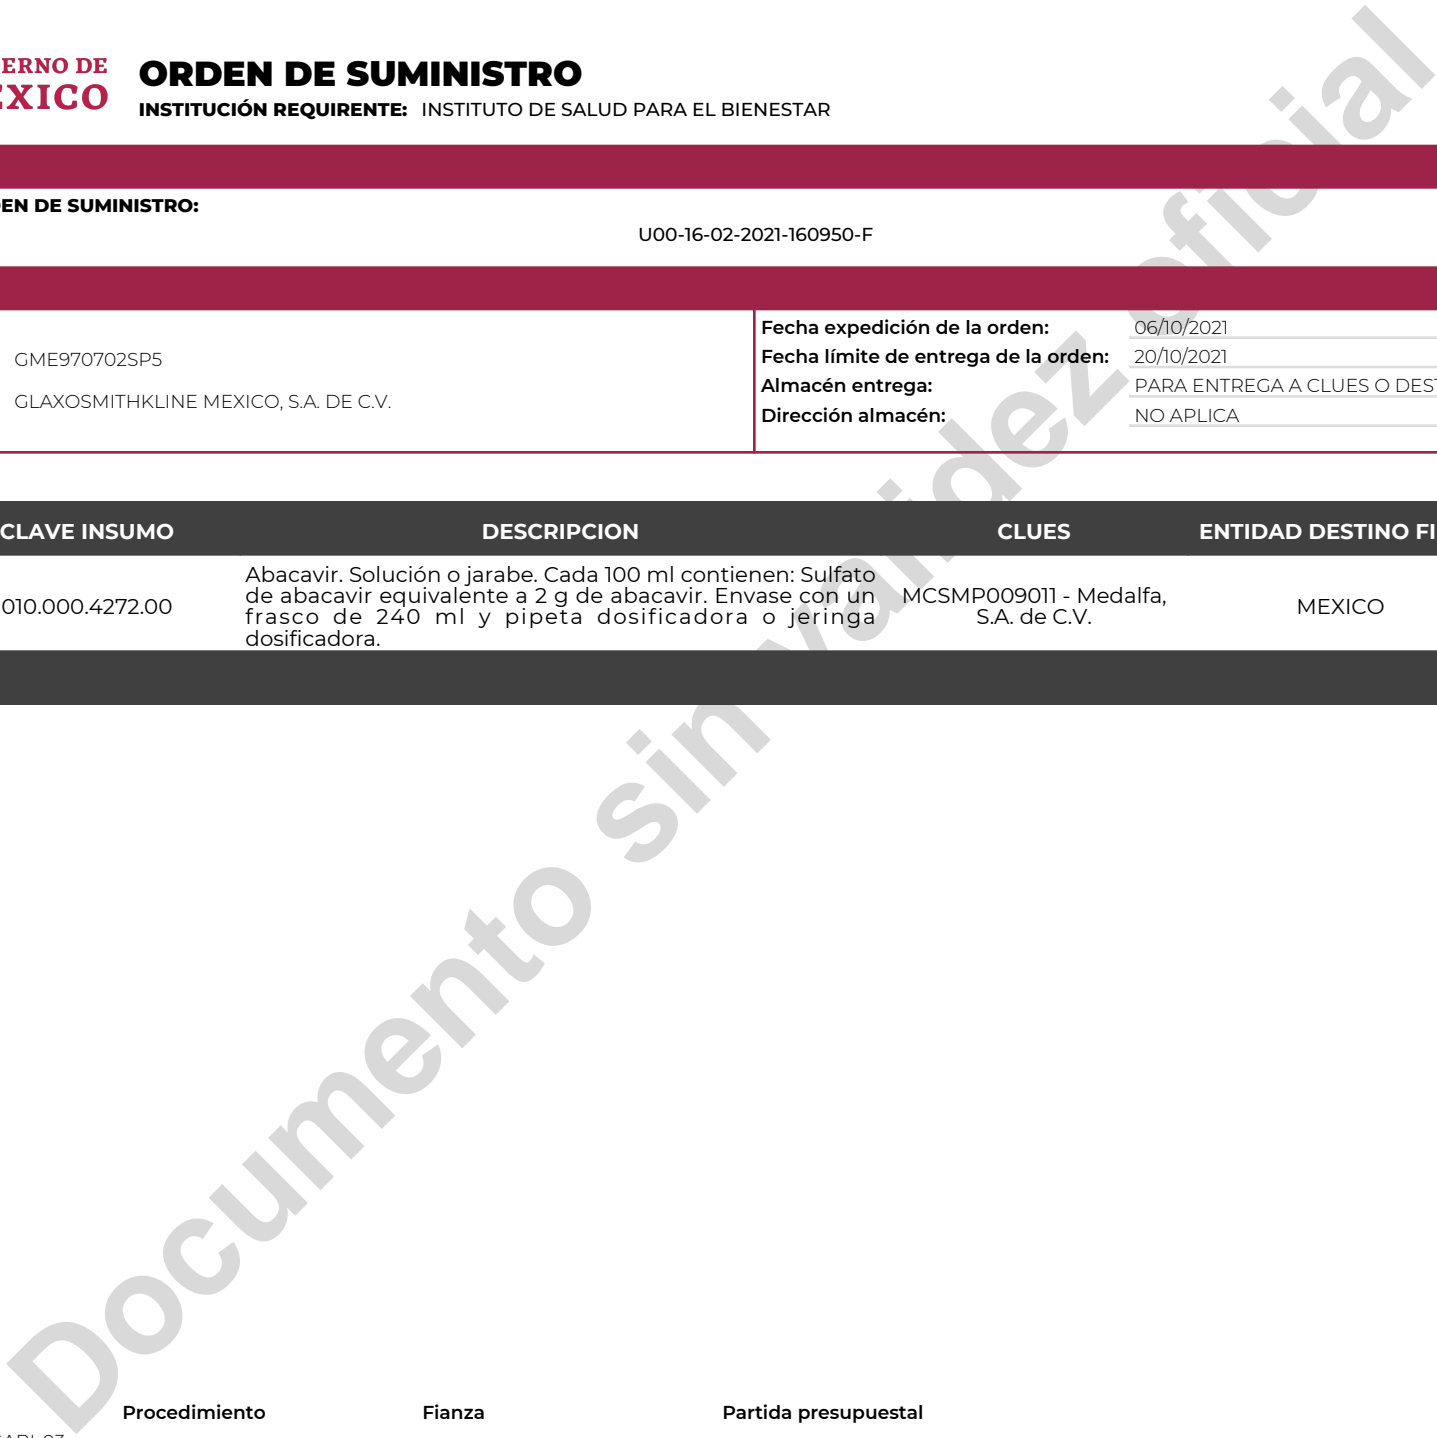 ERNO DE
EXICO
ORDEN DE SUMINISTRO
INSTITUCIÓN REQUIRENTE: INSTITUTO DE SALUD PARA EL BIENESTAR
EN DE SUMINISTRO:
U00-16-02-2021-160950-F
GME970702SP5
GLAXOSMITHKLINE MEXICO, S.A. DE C.V.
Fecha expedición de la orden: 06/10/2021
Fecha límite de entrega de la orden: 20/10/2021
Almacén entrega: PARA ENTREGA A CLUES O DEST
Dirección almacén: NO APLICA
CLAVE INSUMO DESCRIPCION CLUES ENTIDAD DESTINO FI
010.000.4272.00
Abacavir. Solución o jarabe. Cada 100 ml contienen: Sulfato
de abacavir equivalente a 2 g de abacavir. Envase con un
frasco de 240 ml y pipeta dosificadora o jeringa
dosificadora.
MCSMP009011 - Medalfa,
S.A. de C.V.
MEXICO
Documento sin validez oficial
Procedimiento Fianza Partida presupuestal